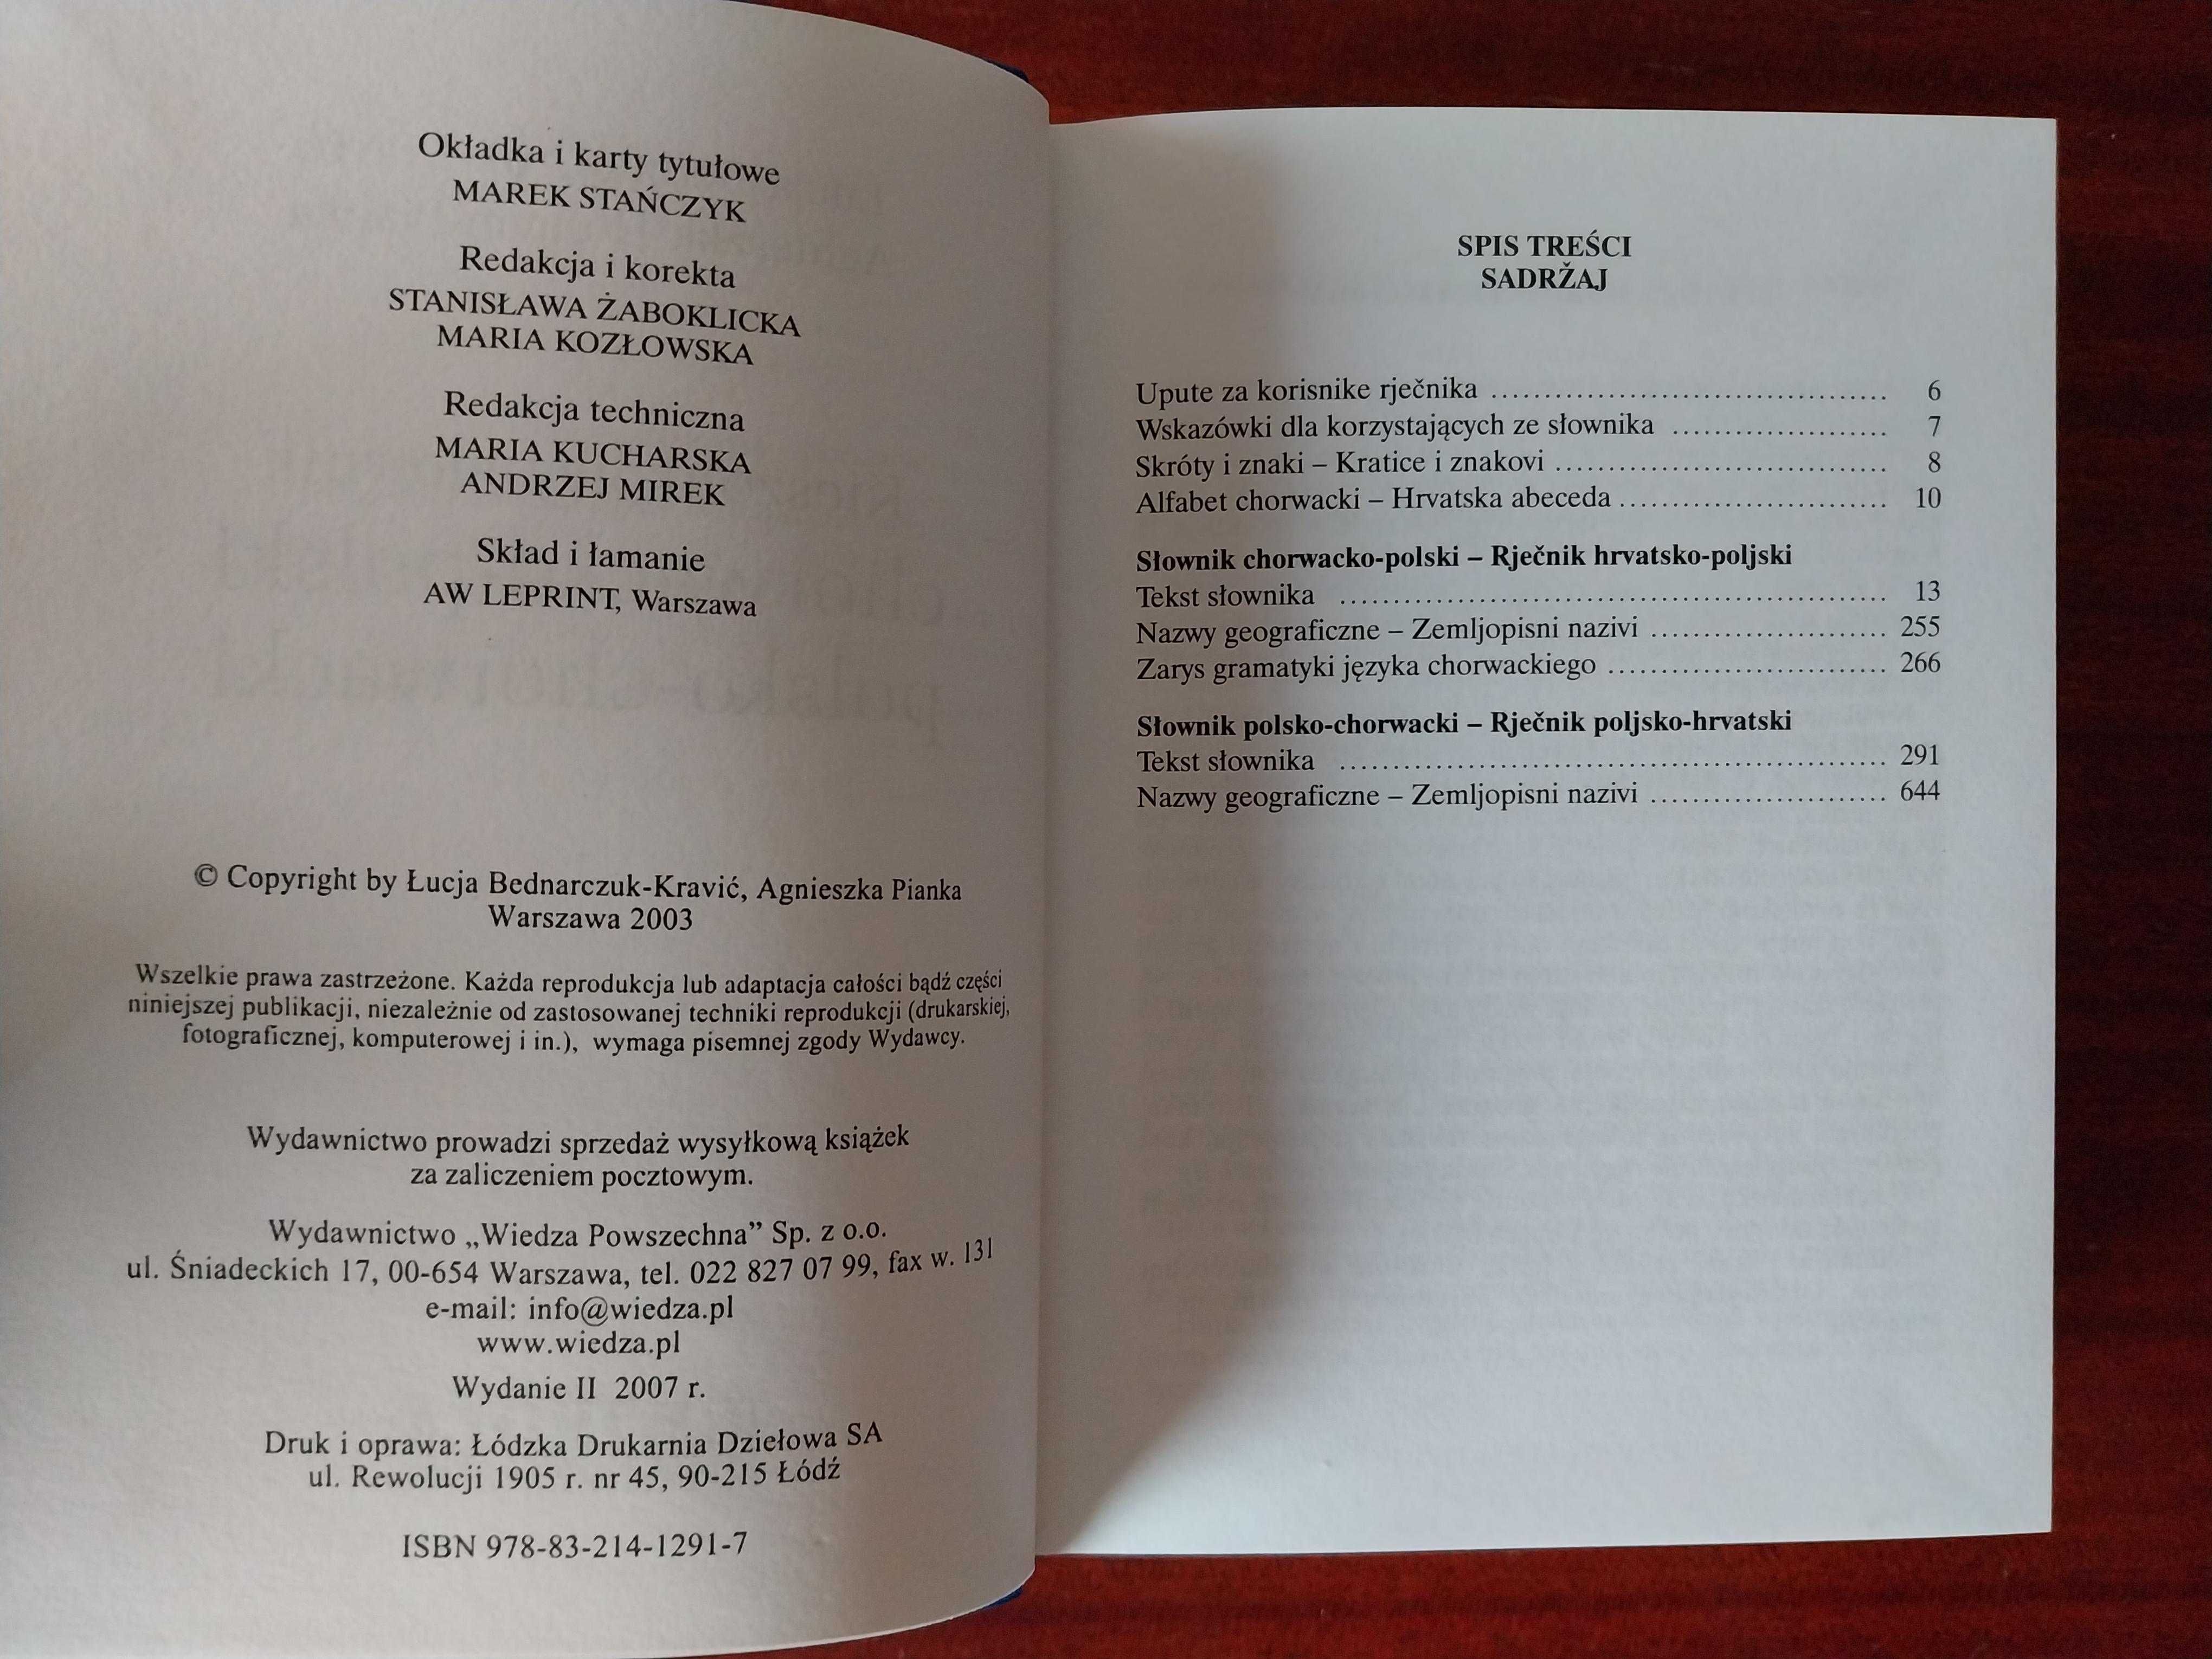 Okładka i karty tytułowe
MAREK STAŃCZYK
Redakcja i korekta
STANISŁAWA ŻABOKLICKA
MARIA KOZŁOWSKA
Redakcja techniczna
MARIA KUCHARSKA
ANDRZEJ MIREK
Skład i łamanie
AW LEPRINT, Warszawa
© Copyright by Łucja Bednarczuk-Kravić, Agnieszka Pianka
Warszawa 2003
Wszelkie prawa zastrzeżone. Każda reprodukcja lub adaptacja całości bądź części
niniejszej publikacji, niezależnie od zastosowanej techniki reprodukcji (drukarskiej,
fotograficznej, komputerowej i in.), wymaga pisemnej zgody Wydawcy.
Wydawnictwo prowadzi sprzedaż wysyłkową książek
za zaliczeniem pocztowym.
Wydawnictwo „Wiedza Powszechna” Sp. z o.o.
ul. Śniadeckich 17, 00-654 Warszawa, tel. 022 827 07 99, fax w. 131
e-mail: info@wiedza.pl
www.wiedza.pl
Wydanie II 2007 r.
Druk i oprawa: Łódzka Drukarnia Dziełowa SA
ul. Rewolucji 1905 r. nr 45, 90-215 Łódź
ISBN 978-83-214-1291-7
SPIS TREŚCI
SADRŽAJ
Upute za korisnike rječnika ..................................... 6
Wskazówki dla korzystających ze słownika .................... 7
Skróty i znaki – Kratice i znakovi ............................... 8
Alfabet chorwacki – Hrvatska abeceda ......................... 10
Słownik chorwacko-polski – Rječnik hrvatsko-poljski
Tekst słownika .................................................... 13
Nazwy geograficzne – Zemljopisni nazivi ...................... 255
Zarys gramatyki języka chorwackiego .......................... 266
Słownik polsko-chorwacki – Rječnik poljsko-hrvatski
Tekst słownika .................................................... 291
Nazwy geograficzne – Zemljopisni nazivi ...................... 644